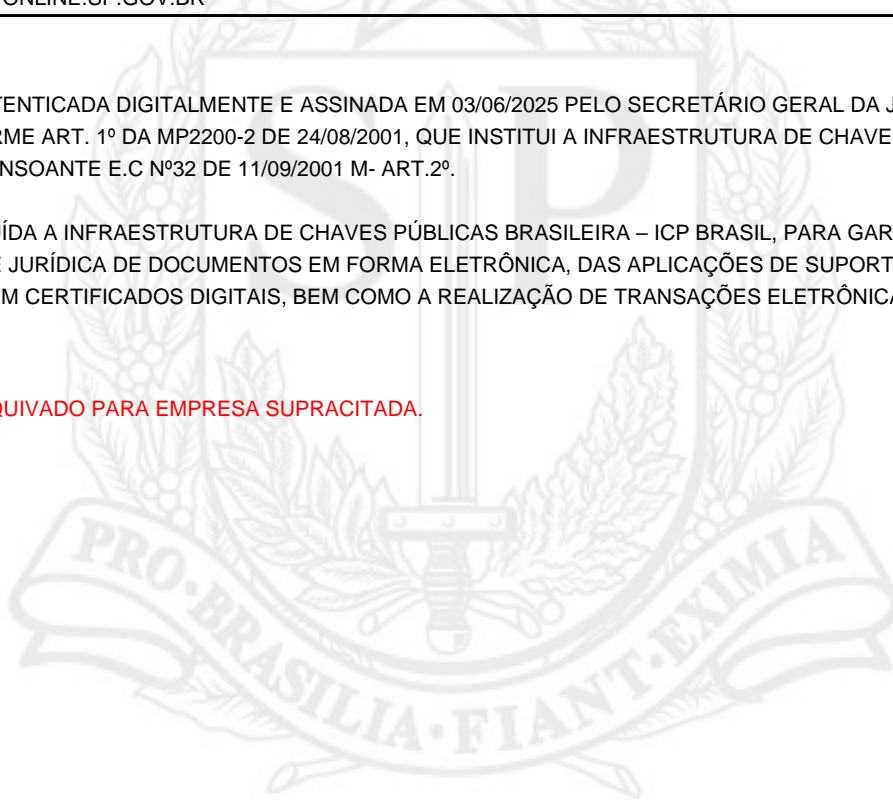 ONLINE.SP.GOV.BR
TENTICADA DIGITALMENTE E ASSINADA EM 03/06/2025 PELO SECRETÁRIO GERAL DA J
RME ART. 1º DA MP2200-2 DE 24/08/2001, QUE INSTITUI A INFRAESTRUTURA DE CHAVE
NSOANTE E.C Nº32 DE 11/09/2001 M- ART.2º.
ÍDA A INFRAESTRUTURA DE CHAVES PÚBLICAS BRASILEIRA – ICP BRASIL, PARA GAR
E JURÍDICA DE DOCUMENTOS EM FORMA ELETRÔNICA, DAS APLICAÇÕES DE SUPORT
M CERTIFICADOS DIGITAIS, BEM COMO A REALIZAÇÃO DE TRANSAÇÕES ELETRÔNICA
QUIVADO PARA EMPRESA SUPRACITADA.
SP
PRO·BRASILIA·FIANT·EXIMIA